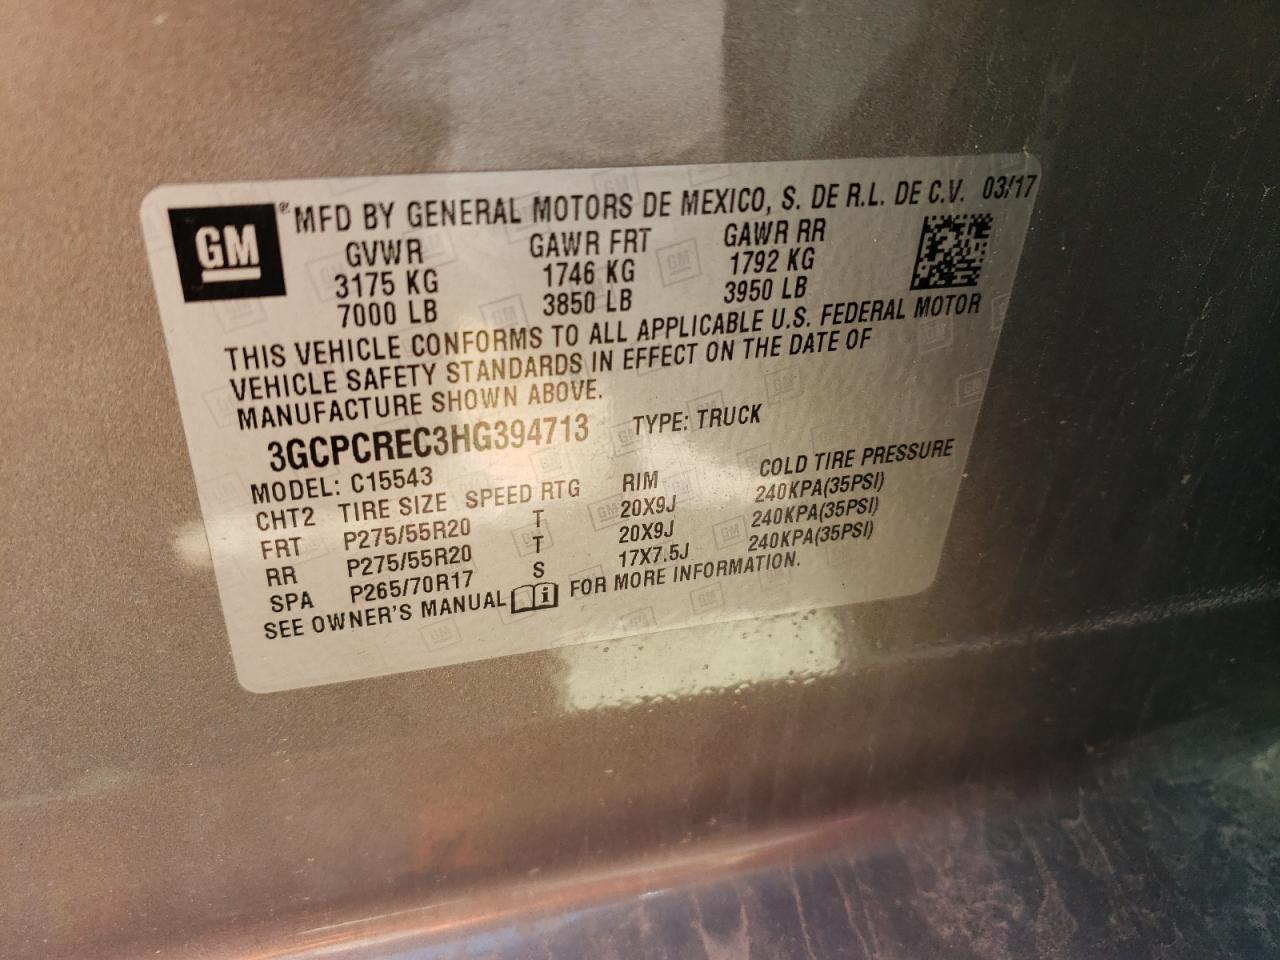 GM ® MFD BY GENERAL MOTORS DE MEXICO, S. DE R.L. DE C.V. 03/17
GVWR GAWR FRT GAWR RR
3175 KG 1746 KG 1792 KG
7000 LB 3850 LB 3950 LB
THIS VEHICLE CONFORMS TO ALL APPLICABLE U.S. FEDERAL MOTOR
VEHICLE SAFETY STANDARDS IN EFFECT ON THE DATE OF
MANUFACTURE SHOWN ABOVE.
3GCPCREC3HG394713 TYPE: TRUCK
MODEL: C15543
CHT2 TIRE SIZE SPEED RTG RIM COLD TIRE PRESSURE
FRT P275/55R20 T 20X9J 240KPA(35PSI)
RR P275/55R20 T 20X9J 240KPA(35PSI)
SPA P265/70R17 S 17X7.5J 240KPA(35PSI)
SEE OWNER'S MANUAL i FOR MORE INFORMATION.